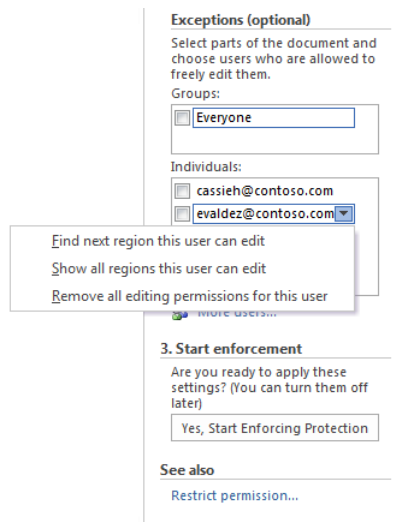 Exceptions (optional)
Select parts of the document and
choose users who are allowed to
freely edit them.
Groups:
Everyone
Individuals:
cassieh@contoso.com
evaldez@contoso.com
Find next region this user can edit
Show all regions this user can edit
Remove all editing permissions for this user
More users...
3. Start enforcement
Are you ready to apply these
settings? (You can turn them off
later)
Yes, Start Enforcing Protection
See also
Restrict permission...